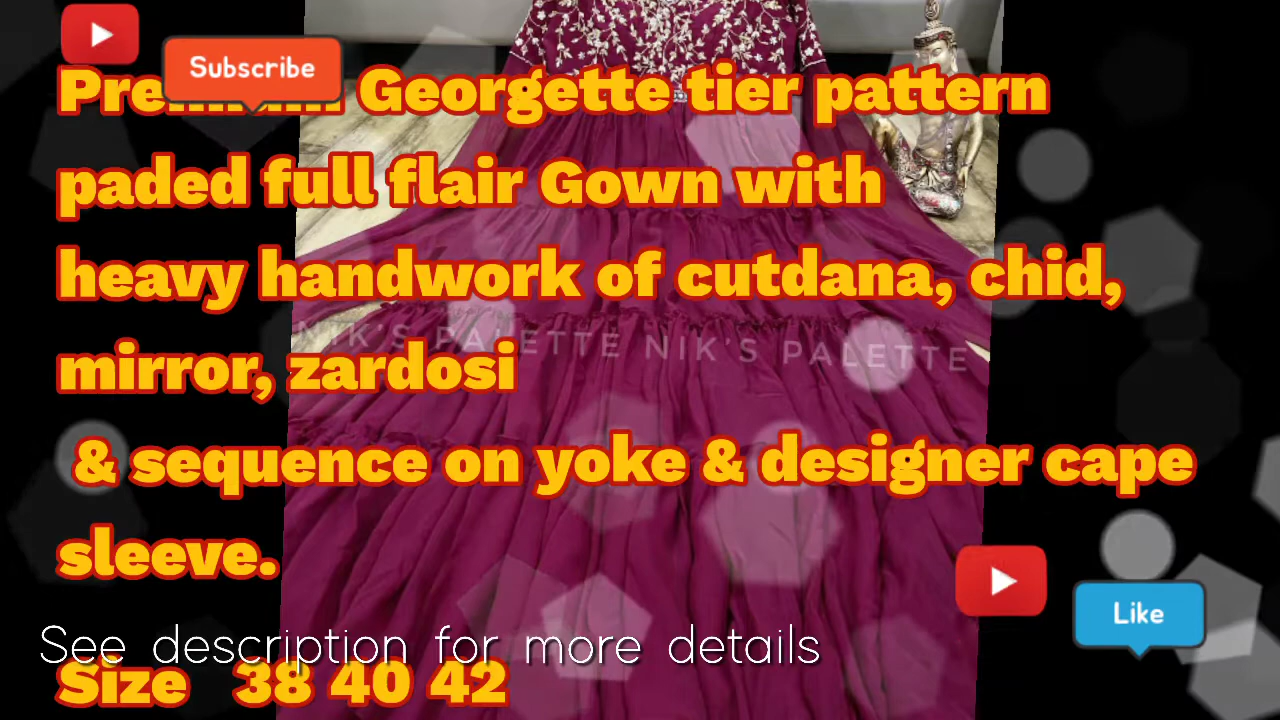 Subscribe
Premium Georgette tier pattern
paded full flair Gown with
heavy handwork of cutdana, chid,
mirror, zardosi
NIK'S PALETTE NIK'S PALETTE
& sequence on yoke & designer cape
sleeve.
Like
See description for more details
Size 38 40 42